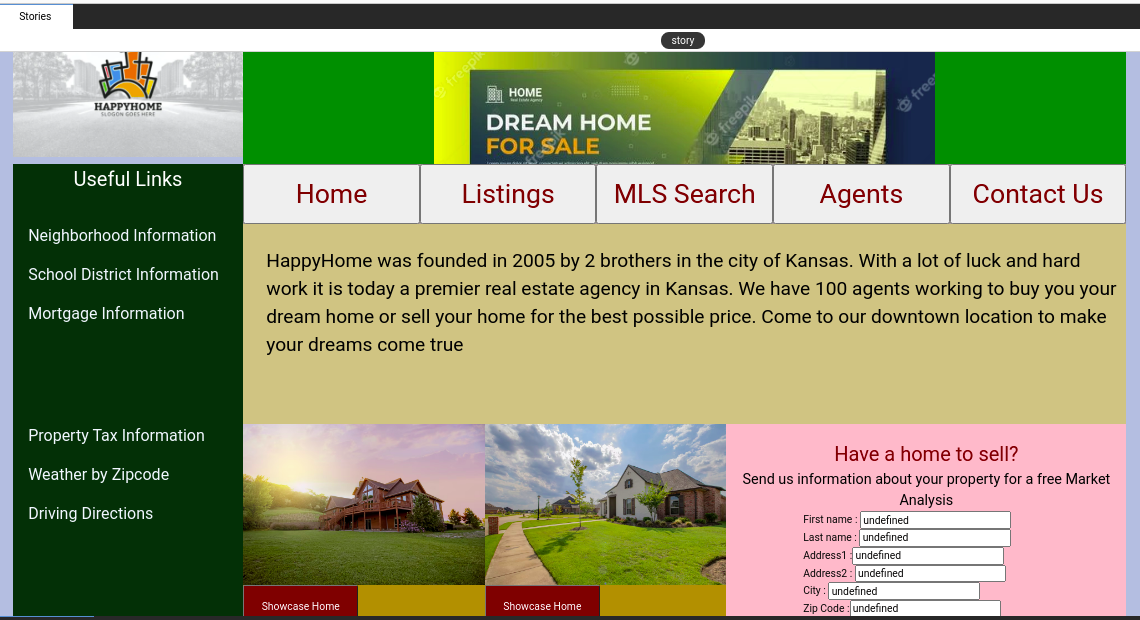 Stories
story
HAPPYHOME
SLOGON GOES HERE
HOME
Real Estate Agency
DREAM HOME
FOR SALE
freepik
freepik
freepik
free
Useful Links
Neighborhood Information
School District Information
Mortgage Information
Property Tax Information
Weather by Zipcode
Driving Directions
Home
Listings
MLS Search
Agents
Contact Us
HappyHome was founded in 2005 by 2 brothers in the city of Kansas. With a lot of luck and hard
work it is today a premier real estate agency in Kansas. We have 100 agents working to buy you your
dream home or sell your home for the best possible price. Come to our downtown location to make
your dreams come true
Showcase Home
Showcase Home
Have a home to sell?
Send us information about your property for a free Market
Analysis
First name : undefined
Last name : undefined
Address1 : undefined
Address2 : undefined
City : undefined
Zip Code : undefined